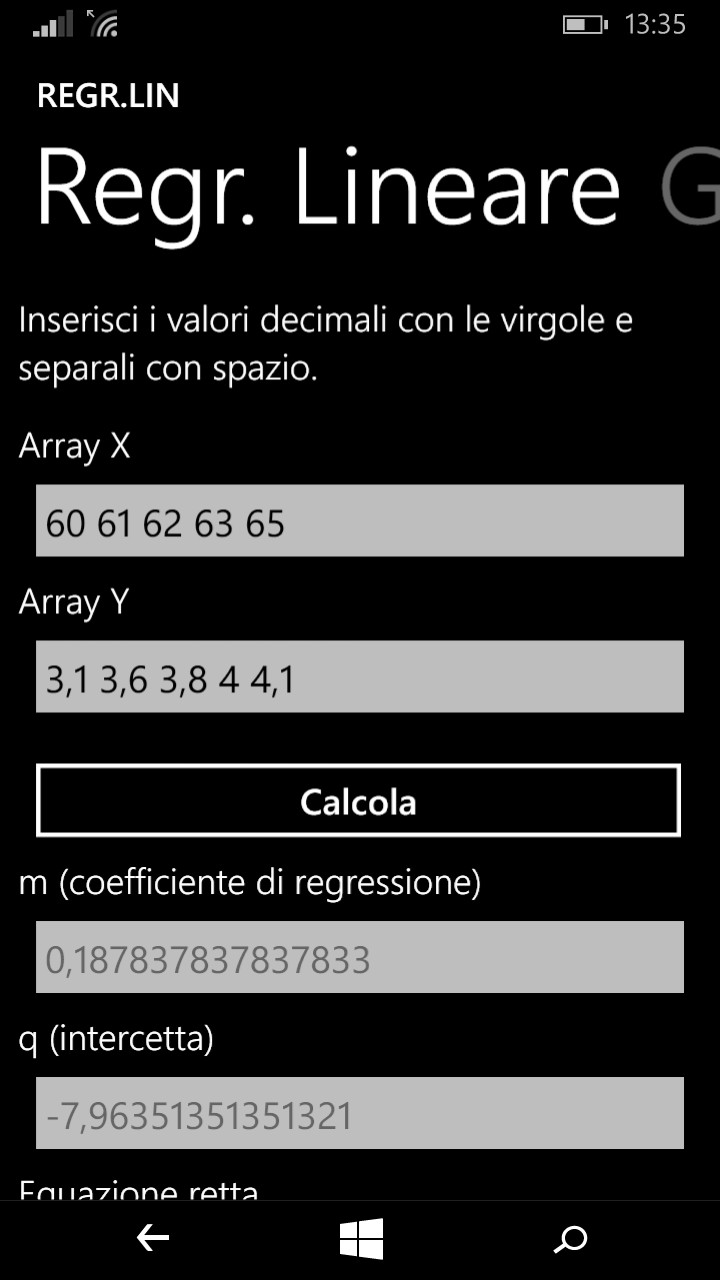 13:35
REGR.LIN
Regr. Lineare G
Inserisci i valori decimali con le virgole e
separali con spazio.
Array X
60 61 62 63 65
Array Y
3,1 3,6 3,8 4 4,1
Calcola
m (coefficiente di regressione)
0,187837837837833
q (intercetta)
-7,96351351351321
Equazione retta